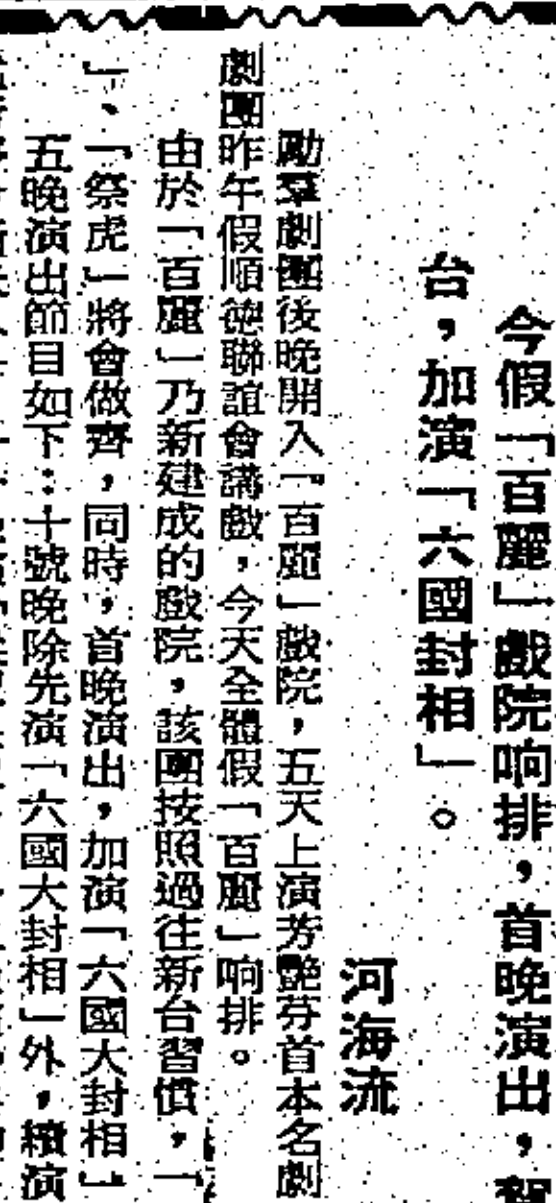 今假「百麗」戲院响排，首晚演出，賀
台，加演「六國封相」。
河海流
勵羣劇團後晚開入「百麗」戲院，五天上演芳艷芬首本名劇
劇團昨午假順德聯誼會講戲，今天全體假「百麗」响排。
由於「百麗」乃新建成的戲院，該團按照過往新台習慣，「
」、「祭虎」將會做齊，同時，首晚演出，加演「六國大封相」
五晚演出節目如下：十號晚除先演「六國大封相」外，續演